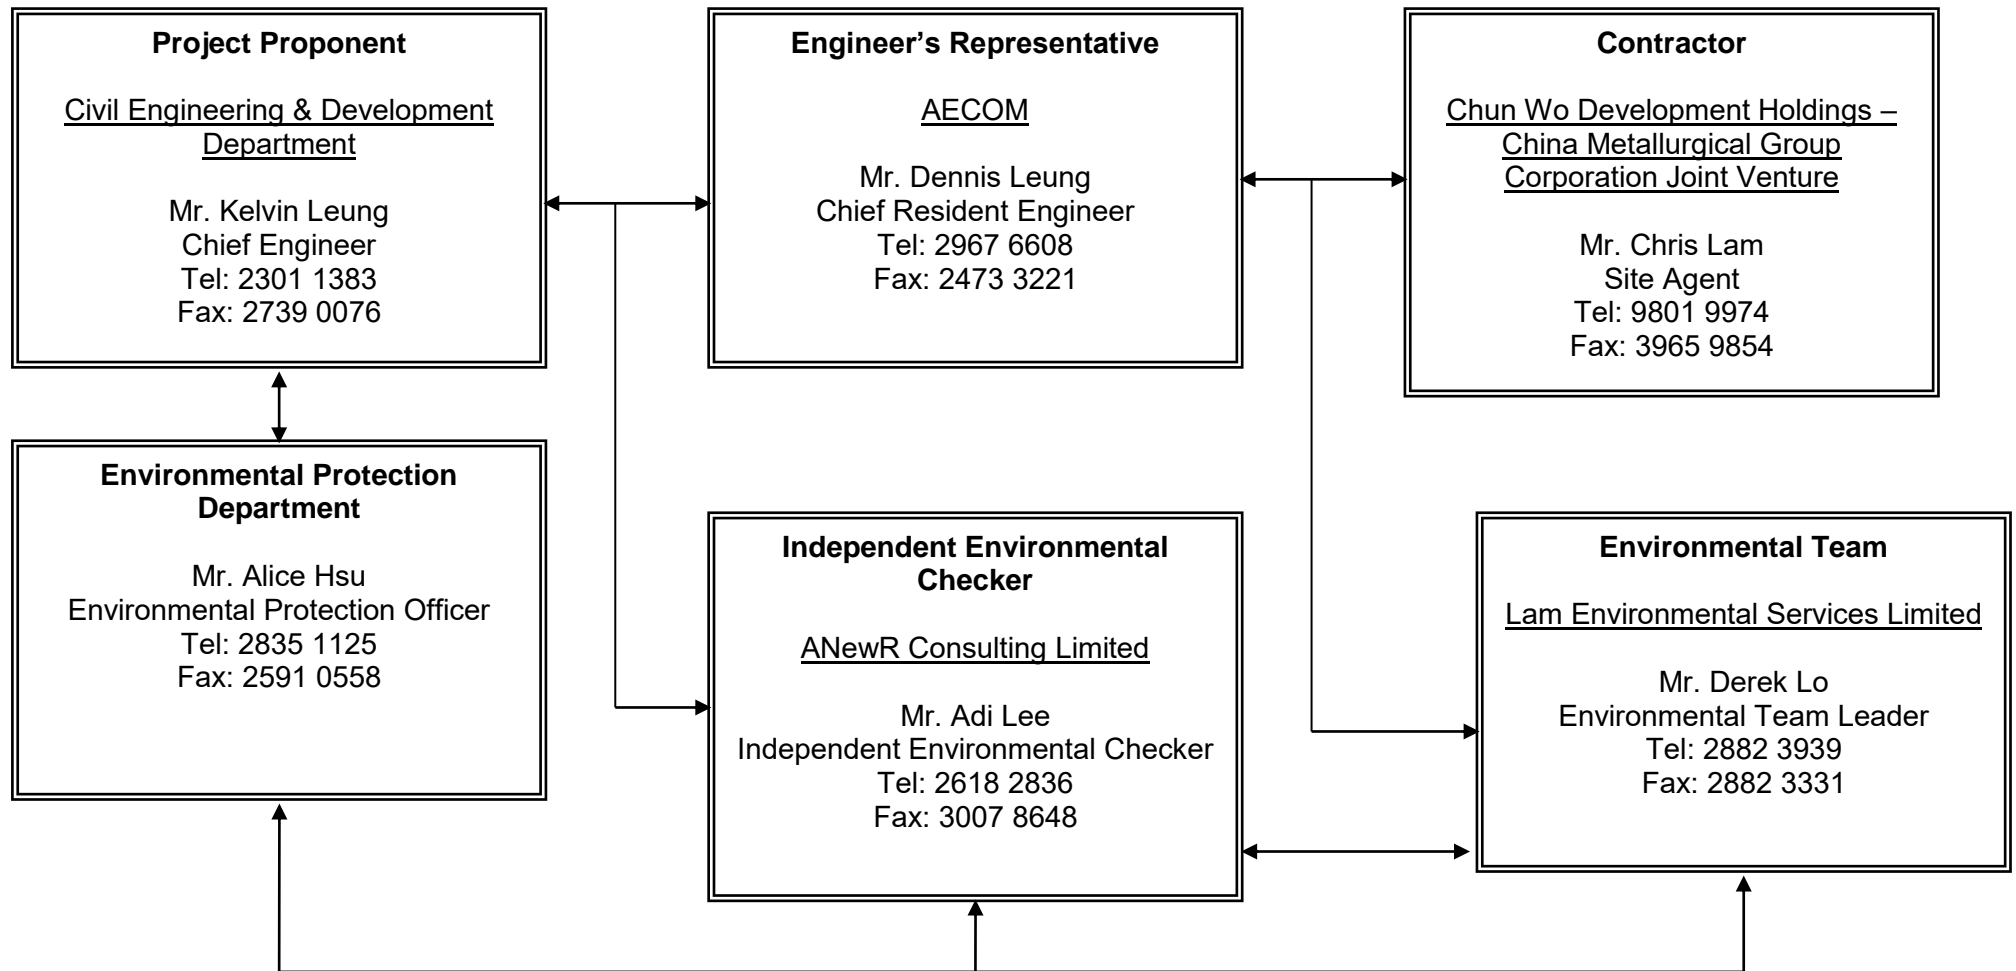 Project Proponent
Civil Engineering & Development
Department
Mr. Kelvin Leung
Chief Engineer
Tel: 2301 1383
Fax: 2739 0076
Engineer’s Representative
AECOM
Mr. Dennis Leung
Chief Resident Engineer
Tel: 2967 6608
Fax: 2473 3221
Contractor
Chun Wo Development Holdings –
China Metallurgical Group
Corporation Joint Venture
Mr. Chris Lam
Site Agent
Tel: 9801 9974
Fax: 3965 9854
Environmental Protection
Department
Mr. Alice Hsu
Environmental Protection Officer
Tel: 2835 1125
Fax: 2591 0558
Independent Environmental
Checker
ANewR Consulting Limited
Mr. Adi Lee
Independent Environmental Checker
Tel: 2618 2836
Fax: 3007 8648
Environmental Team
Lam Environmental Services Limited
Mr. Derek Lo
Environmental Team Leader
Tel: 2882 3939
Fax: 2882 3331